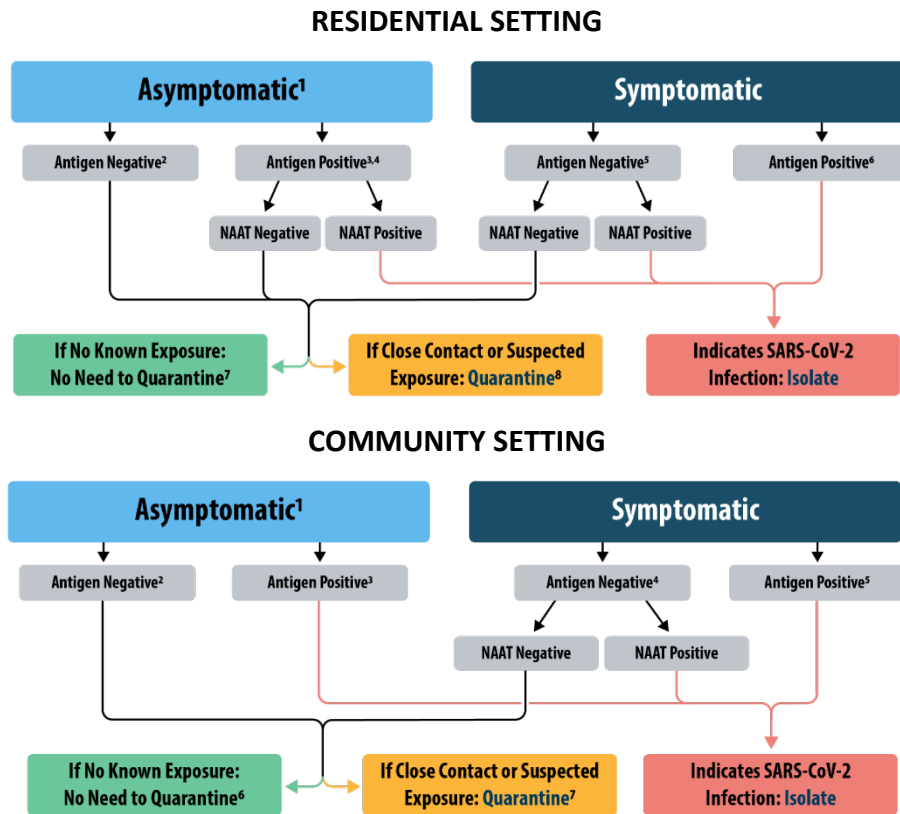 RESIDENTIAL SETTING
Asymptomatic¹
Symptomatic
Antigen Negative²
Antigen Positive³,⁴
Antigen Negative⁵
Antigen Positive⁶
NAAT Negative
NAAT Positive
NAAT Negative
NAAT Positive
If No Known Exposure:
No Need to Quarantine⁷
If Close Contact or Suspected
Exposure: Quarantine⁸
Indicates SARS-CoV-2
Infection: Isolate
COMMUNITY SETTING
Asymptomatic¹
Symptomatic
Antigen Negative²
Antigen Positive³
Antigen Negative⁴
Antigen Positive⁵
NAAT Negative
NAAT Positive
If No Known Exposure:
No Need to Quarantine⁶
If Close Contact or Suspected
Exposure: Quarantine⁷
Indicates SARS-CoV-2
Infection: Isolate